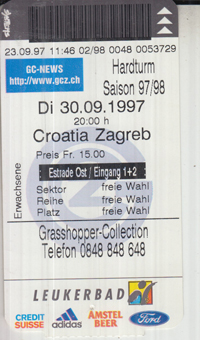 23.09.97 11:46 02/98 0048 0053729
GC-NEWS
http://www.gcz.ch
Hardturm
Saison 97/98
Di 30.09.1997
20:00 h
Croatia Zagreb
Preis Fr. 15.00
Erwachsene
Estrade Ost / Eingang 1+2
Sektor freie Wahl
Reihe freie Wahl
Platz freie Wahl
Grasshopper-Collection
Telefon 0848 848 648
LEUKERBAD
CREDIT SUISSE
adidas
AMSTEL BEER
Ford